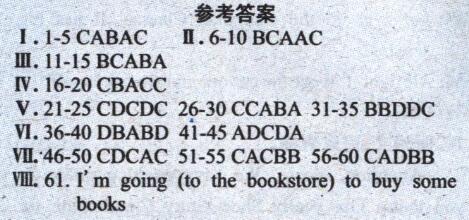 参考答案
Ⅰ.1-5 CABAC Ⅱ.6-10 BCAAC
Ⅲ.11-15 BCABA
Ⅳ.16-20 CBACC
Ⅴ.21-25 CDCDC 26-30 CCABA 31-35 BBDDC
Ⅵ.36-40 DBABD 41-45 ADCDA
Ⅶ.46-50 CDCAC 51-55 CACBB 56-60 CADBB
Ⅷ. 61. I'm going (to the bookstore) to buy some
books